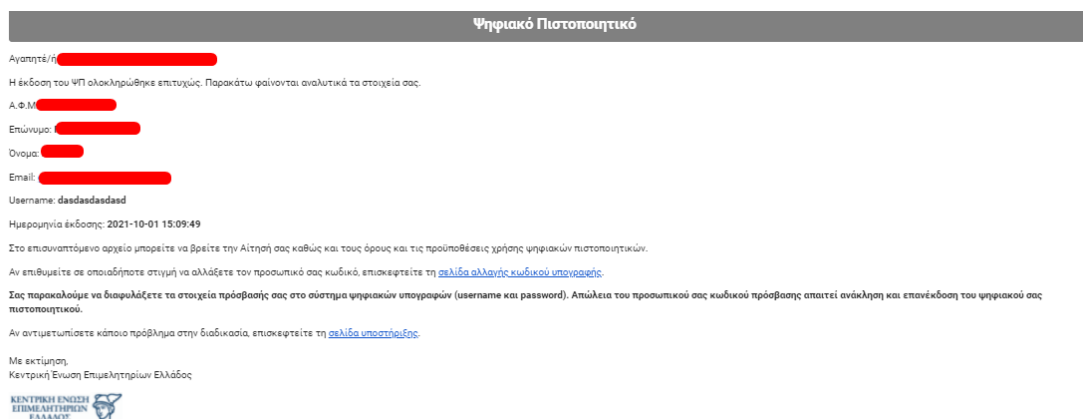 Ψηφιακό Πιστοποιητικό
Αγαπητέ/ή
Η έκδοση του ΨΠ ολοκληρώθηκε επιτυχώς. Παρακάτω φαίνονται αναλυτικά τα στοιχεία σας.
Α.Φ.Μ
Επώνυμο:
Όνομα:
Email:
Username: dasdasdasdasd
Ημερομηνία έκδοσης: 2021-10-01 15:09:49
Στο επισυναπτόμενο αρχείο μπορείτε να βρείτε την Αίτησή σας καθώς και τους όρους και τις προϋποθέσεις χρήσης ψηφιακών πιστοποιητικών.
Αν επιθυμείτε σε οποιαδήποτε στιγμή να αλλάξετε τον προσωπικό σας κωδικό, επισκεφτείτε τη σελίδα αλλαγής κωδικού υπογραφής.
Σας παρακαλούμε να διαφυλάξετε τα στοιχεία πρόσβασής σας στο σύστημα ψηφιακών υπογραφών (username και password). Απώλεια του προσωπικού σας κωδικού πρόσβασης απαιτεί ανάκληση και επανέκδοση του ψηφιακού σας
πιστοποιητικού.
Αν αντιμετωπίσετε κάποιο πρόβλημα στην διαδικασία, επισκεφτείτε τη σελίδα υποστήριξης.
Με εκτίμηση,
Κεντρική Ένωση Επιμελητηρίων Ελλάδος
ΚΕΝΤΡΙΚΗ ΕΝΩΣΗ
ΕΠΙΜΕΛΗΤΗΡΙΩΝ
ΕΛΛΑΔΟΣ